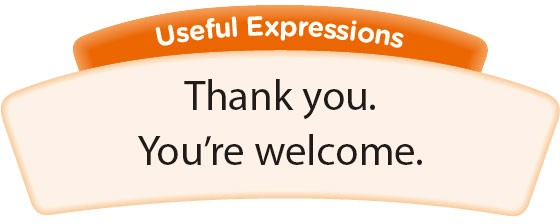 Useful Expressions
Thank you.
You're welcome.